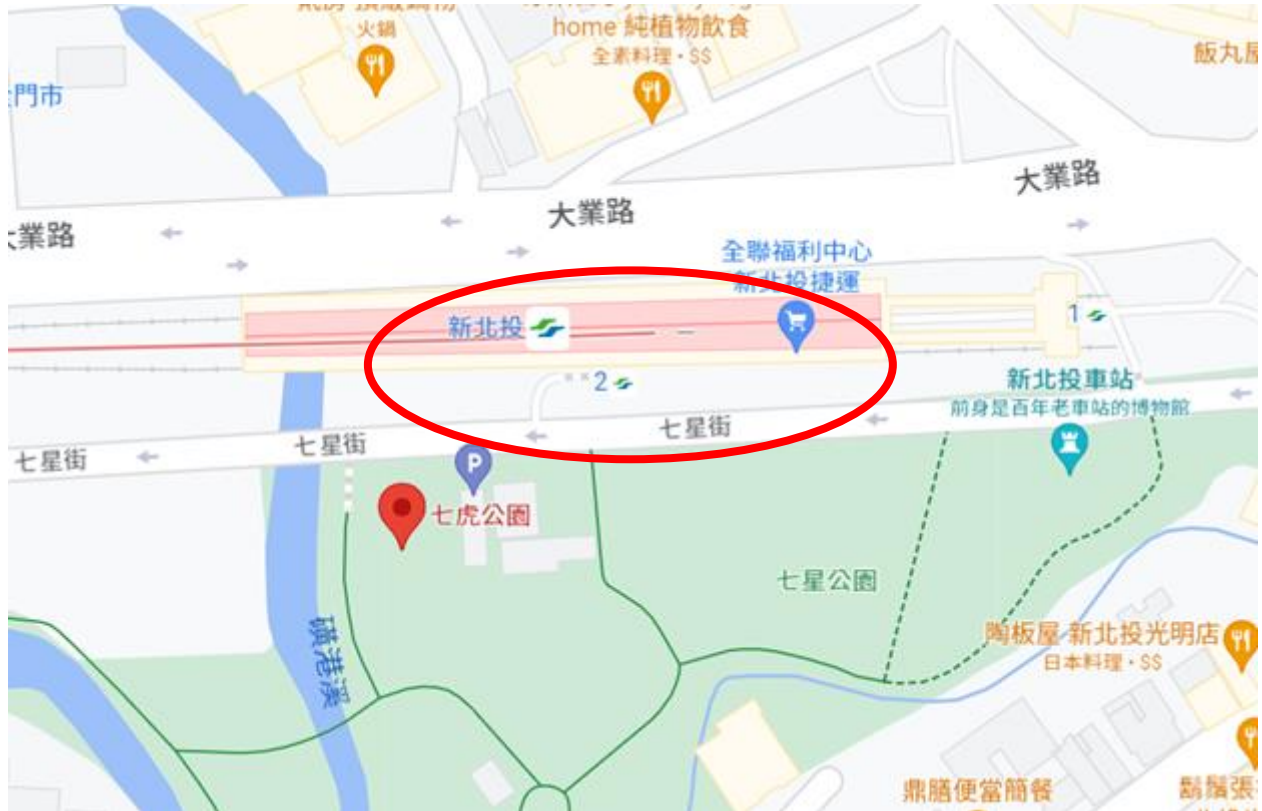 火鍋
home 純植物飲食
全素料理・$$
飯丸屋
門市
大業路
大業路
業路
全聯福利中心
新北投捷運
新北投
1
2
新北投車站
前身是百年老車站的博物館
七星街
七星街
七星街
P
七虎公園
七星公園
磺港溪
陶板屋 新北投光明店
日本料理・$$
鼎膳便當簡餐
鬍鬚張